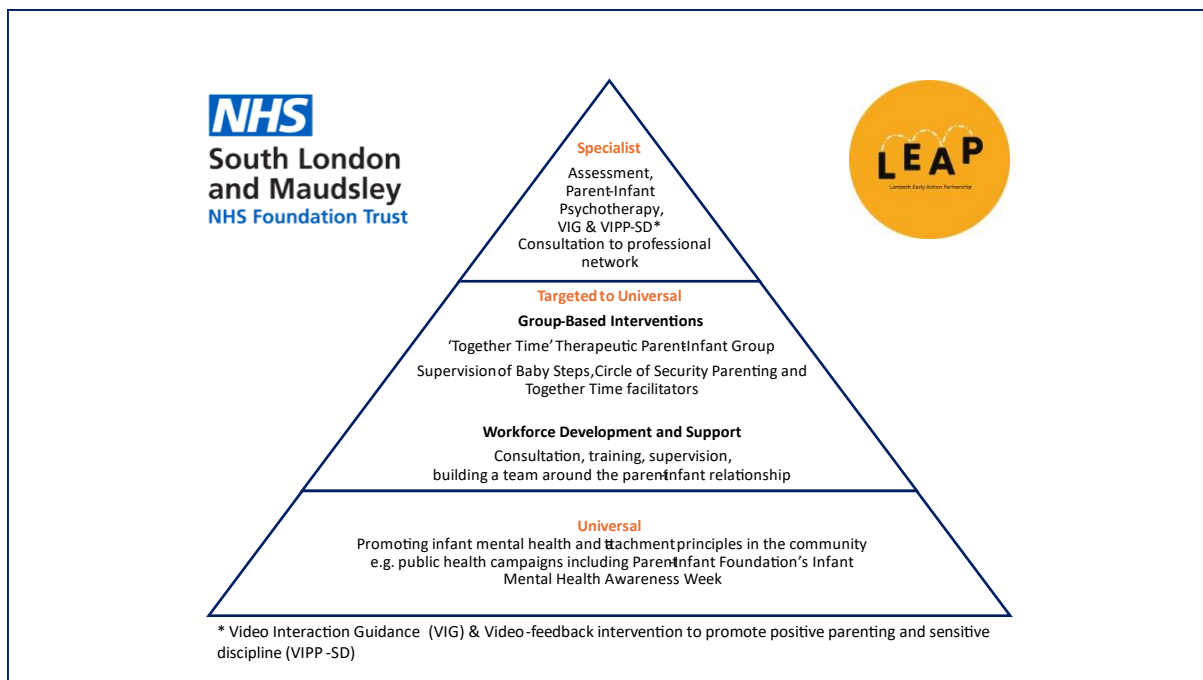 NHS
South London
and Maudsley
NHS Foundation Trust
LEAP
Lambeth Early Action Partnership
Specialist
Assessment,
Parent-Infant
Psychotherapy,
VIG & VIPP-SD*
Consultation to professional
network
Targeted to Universal
Group-Based Interventions
‘Together Time’ Therapeutic Parent-Infant Group
Supervision of Baby Steps, Circle of Security Parenting and
Together Time facilitators
Workforce Development and Support
Consultation, training, supervision,
building a team around the parent-infant relationship
Universal
Promoting infant mental health and attachment principles in the community
e.g. public health campaigns including Parent-Infant Foundation’s Infant
Mental Health Awareness Week
* Video Interaction Guidance (VIG) & Video-feedback intervention to promote positive parenting and sensitive
discipline (VIPP -SD)